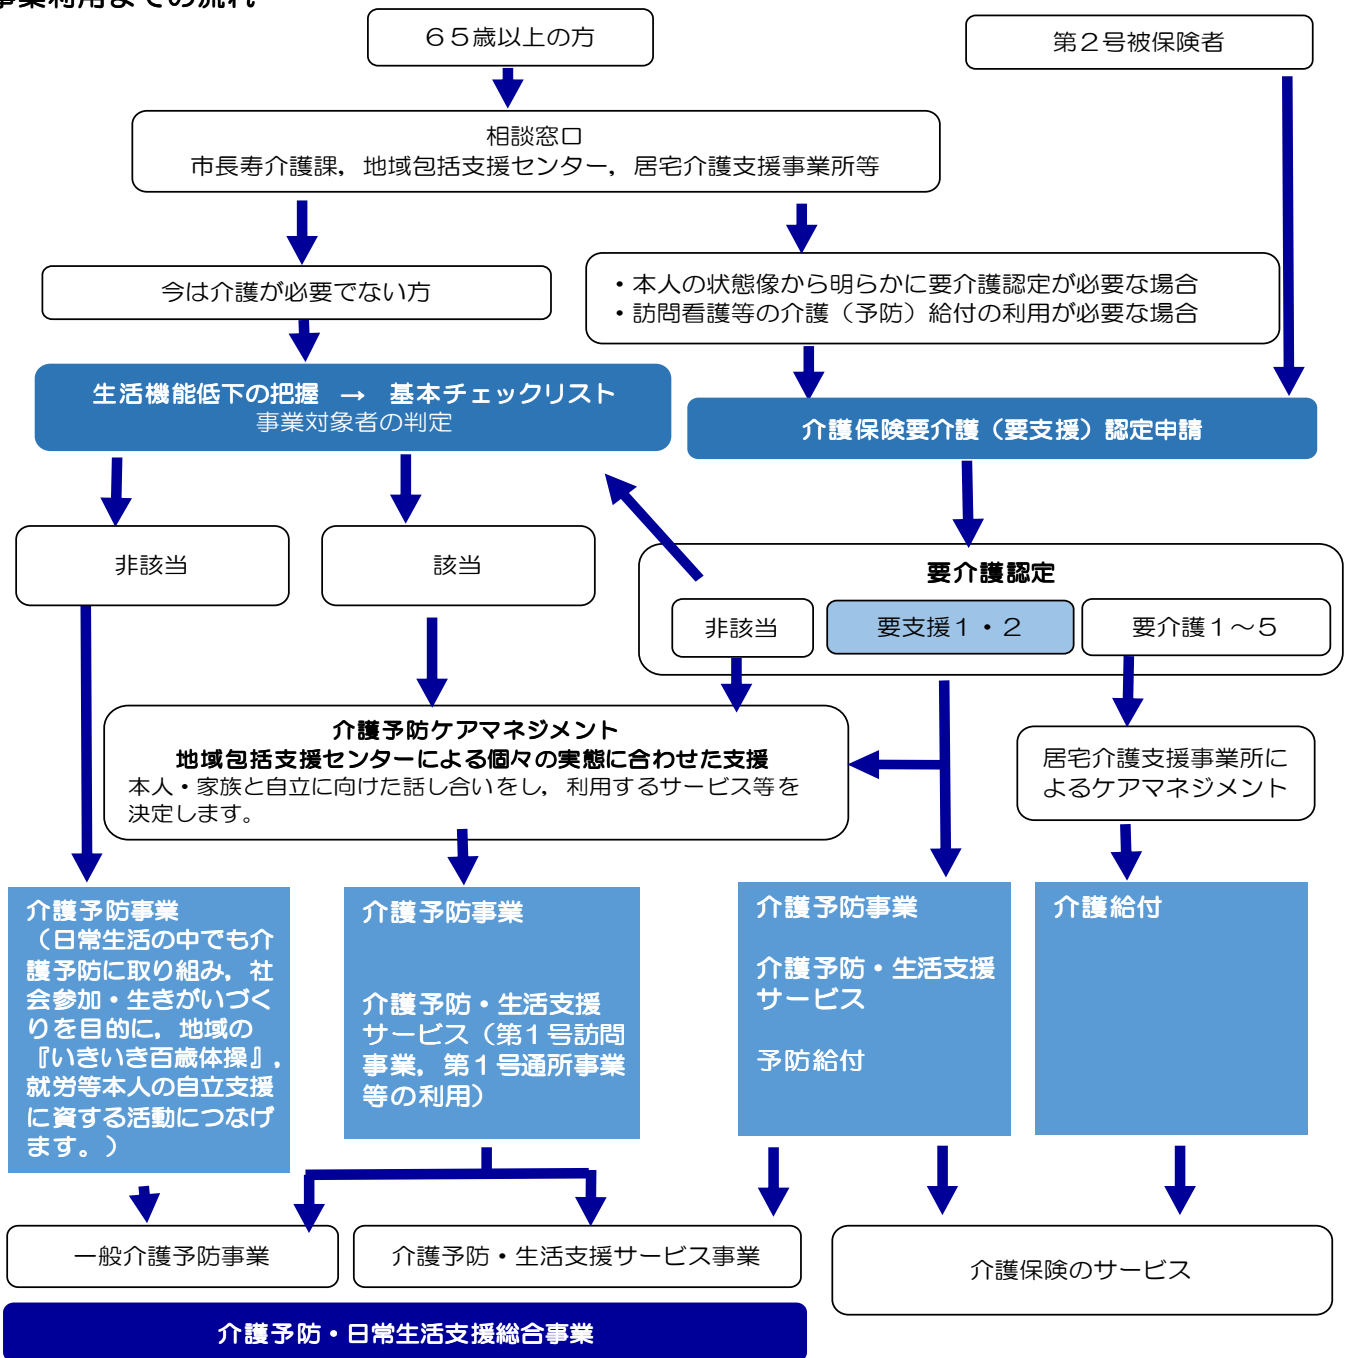 事業利用までの流れ
６５歳以上の方
第２号被保険者
相談窓口
市長寿介護課，地域包括支援センター，居宅介護支援事業所等
今は介護が必要でない方
・本人の状態像から明らかに要介護認定が必要な場合
・訪問看護等の介護（予防）給付の利用が必要な場合
生活機能低下の把握　→　基本チェックリスト
事業対象者の判定
介護保険要介護（要支援）認定申請
非該当
該当
要介護認定
非該当
要支援１・２
要介護１～５
介護予防ケアマネジメント
地域包括支援センターによる個々の実態に合わせた支援
本人・家族と自立に向けた話し合いをし，利用するサービス等を
決定します。
居宅介護支援事業所に
よるケアマネジメント
介護予防事業
（日常生活の中でも介
護予防に取り組み，社
会参加・生きがいづく
りを目的に，地域の
『いきいき百歳体操』，
就労等本人の自立支援
に資する活動につなげ
ます。）
介護予防事業
介護予防・生活支援
サービス（第１号訪問
事業，第１号通所事業
等の利用）
介護予防事業
介護予防・生活支援
サービス
予防給付
介護給付
一般介護予防事業
介護予防・生活支援サービス事業
介護保険のサービス
介護予防・日常生活支援総合事業